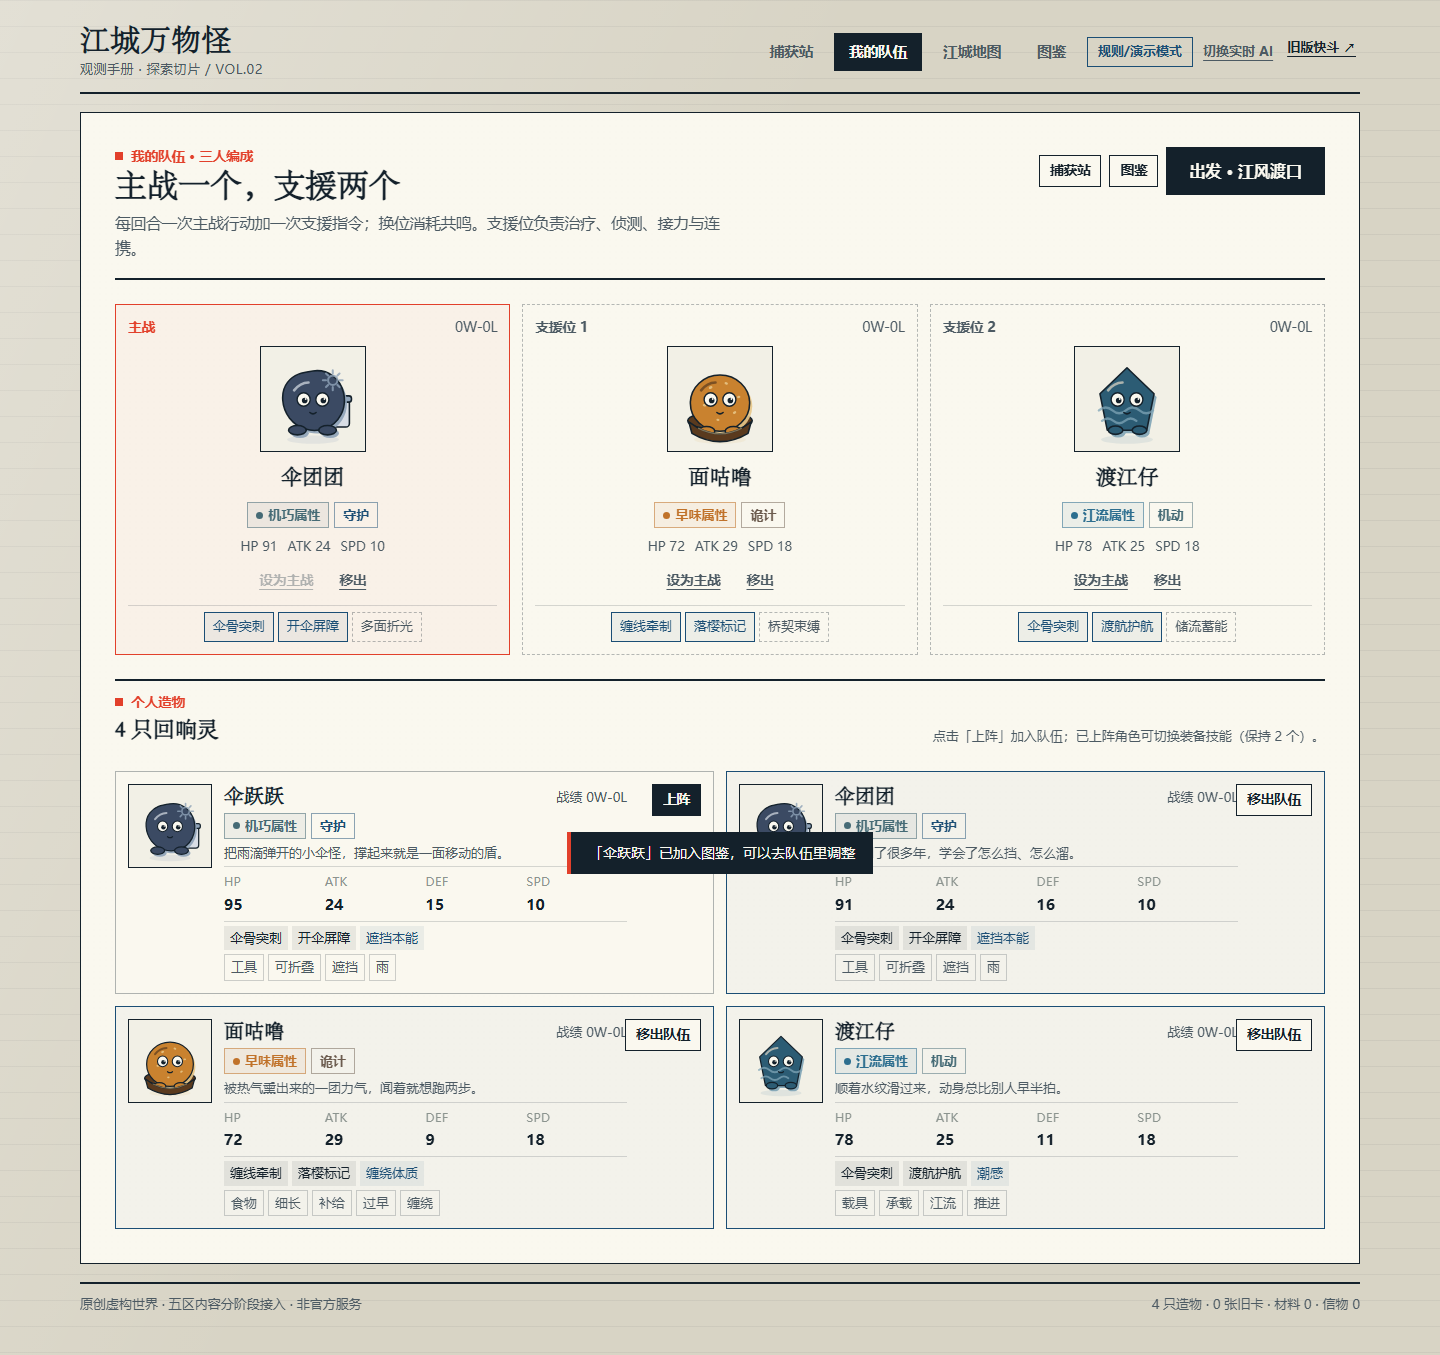 江城万物怪
观测手册 · 探索切片 / VOL.02
捕获站
我的队伍
江城地图
图鉴
规则/演示模式
切换实时 AI
旧版快斗 ↗
我的队伍 • 三人编成
主战一个，支援两个
每回合一次主战行动加一次支援指令；换位消耗共鸣。支援位负责治疗、侦测、接力与连
携。
捕获站
图鉴
出发 • 江风渡口
主战
0W-0L
伞团团
机巧属性
守护
HP 91 ATK 24 SPD 10
设为主战
移出
伞骨突刺
开伞屏障
多面折光
支援位 1
0W-0L
面咕噜
早味属性
诡计
HP 72 ATK 29 SPD 18
设为主战
移出
缠线牵制
落樱标记
桥契束缚
支援位 2
0W-0L
渡江仔
江流属性
机动
HP 78 ATK 25 SPD 18
设为主战
移出
伞骨突刺
渡航护航
储流蓄能
个人造物
4 只回响灵
点击「上阵」加入队伍；已上阵角色可切换装备技能（保持 2 个）。
伞跃跃
战绩 0W-0L
上阵
机巧属性
守护
把雨滴弹开的小伞怪，撑起来就是一面移动的盾。
HP ATK DEF SPD
95 24 15 10
伞骨突刺
开伞屏障
遮挡本能
工具
可折叠
遮挡
雨
伞团团
战绩 0W-0L
移出队伍
机巧属性
守护
了很多年，学会了怎么挡、怎么溜。
HP ATK DEF SPD
91 24 16 10
伞骨突刺
开伞屏障
遮挡本能
工具
可折叠
遮挡
雨
「伞跃跃」已加入图鉴，可以去队伍里调整
面咕噜
战绩 0W-0L
移出队伍
早味属性
诡计
被热气熏出来的一团力气，闻着就想跑两步。
HP ATK DEF SPD
72 29 9 18
缠线牵制
落樱标记
缠绕体质
食物
细长
补给
过早
缠绕
渡江仔
战绩 0W-0L
移出队伍
江流属性
机动
顺着水纹滑过来，动身总比别人早半拍。
HP ATK DEF SPD
78 25 11 18
伞骨突刺
渡航护航
潮感
载具
承载
江流
推进
原创虚构世界 · 五区内容分阶段接入 · 非官方服务
4 只造物 · 0 张旧卡 · 材料 0 · 信物 0